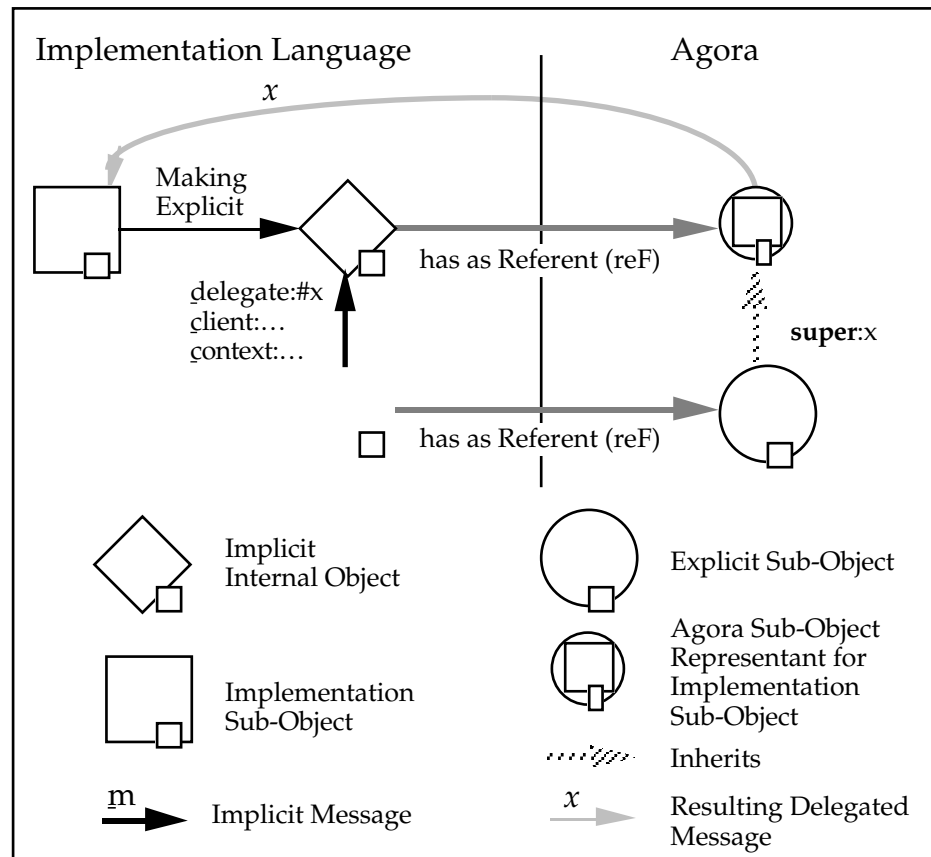 Implementation Language
Agora
x
Making
Explicit
has as Referent (reF)
delegate:#x
client:…
context:…
super:x
has as Referent (reF)
Implicit
Internal Object
Explicit Sub-Object
Implementation
Sub-Object
Agora Sub-Object
Representant for
Implementation
Sub-Object
Inherits
m
Implicit Message
x
Resulting Delegated
Message